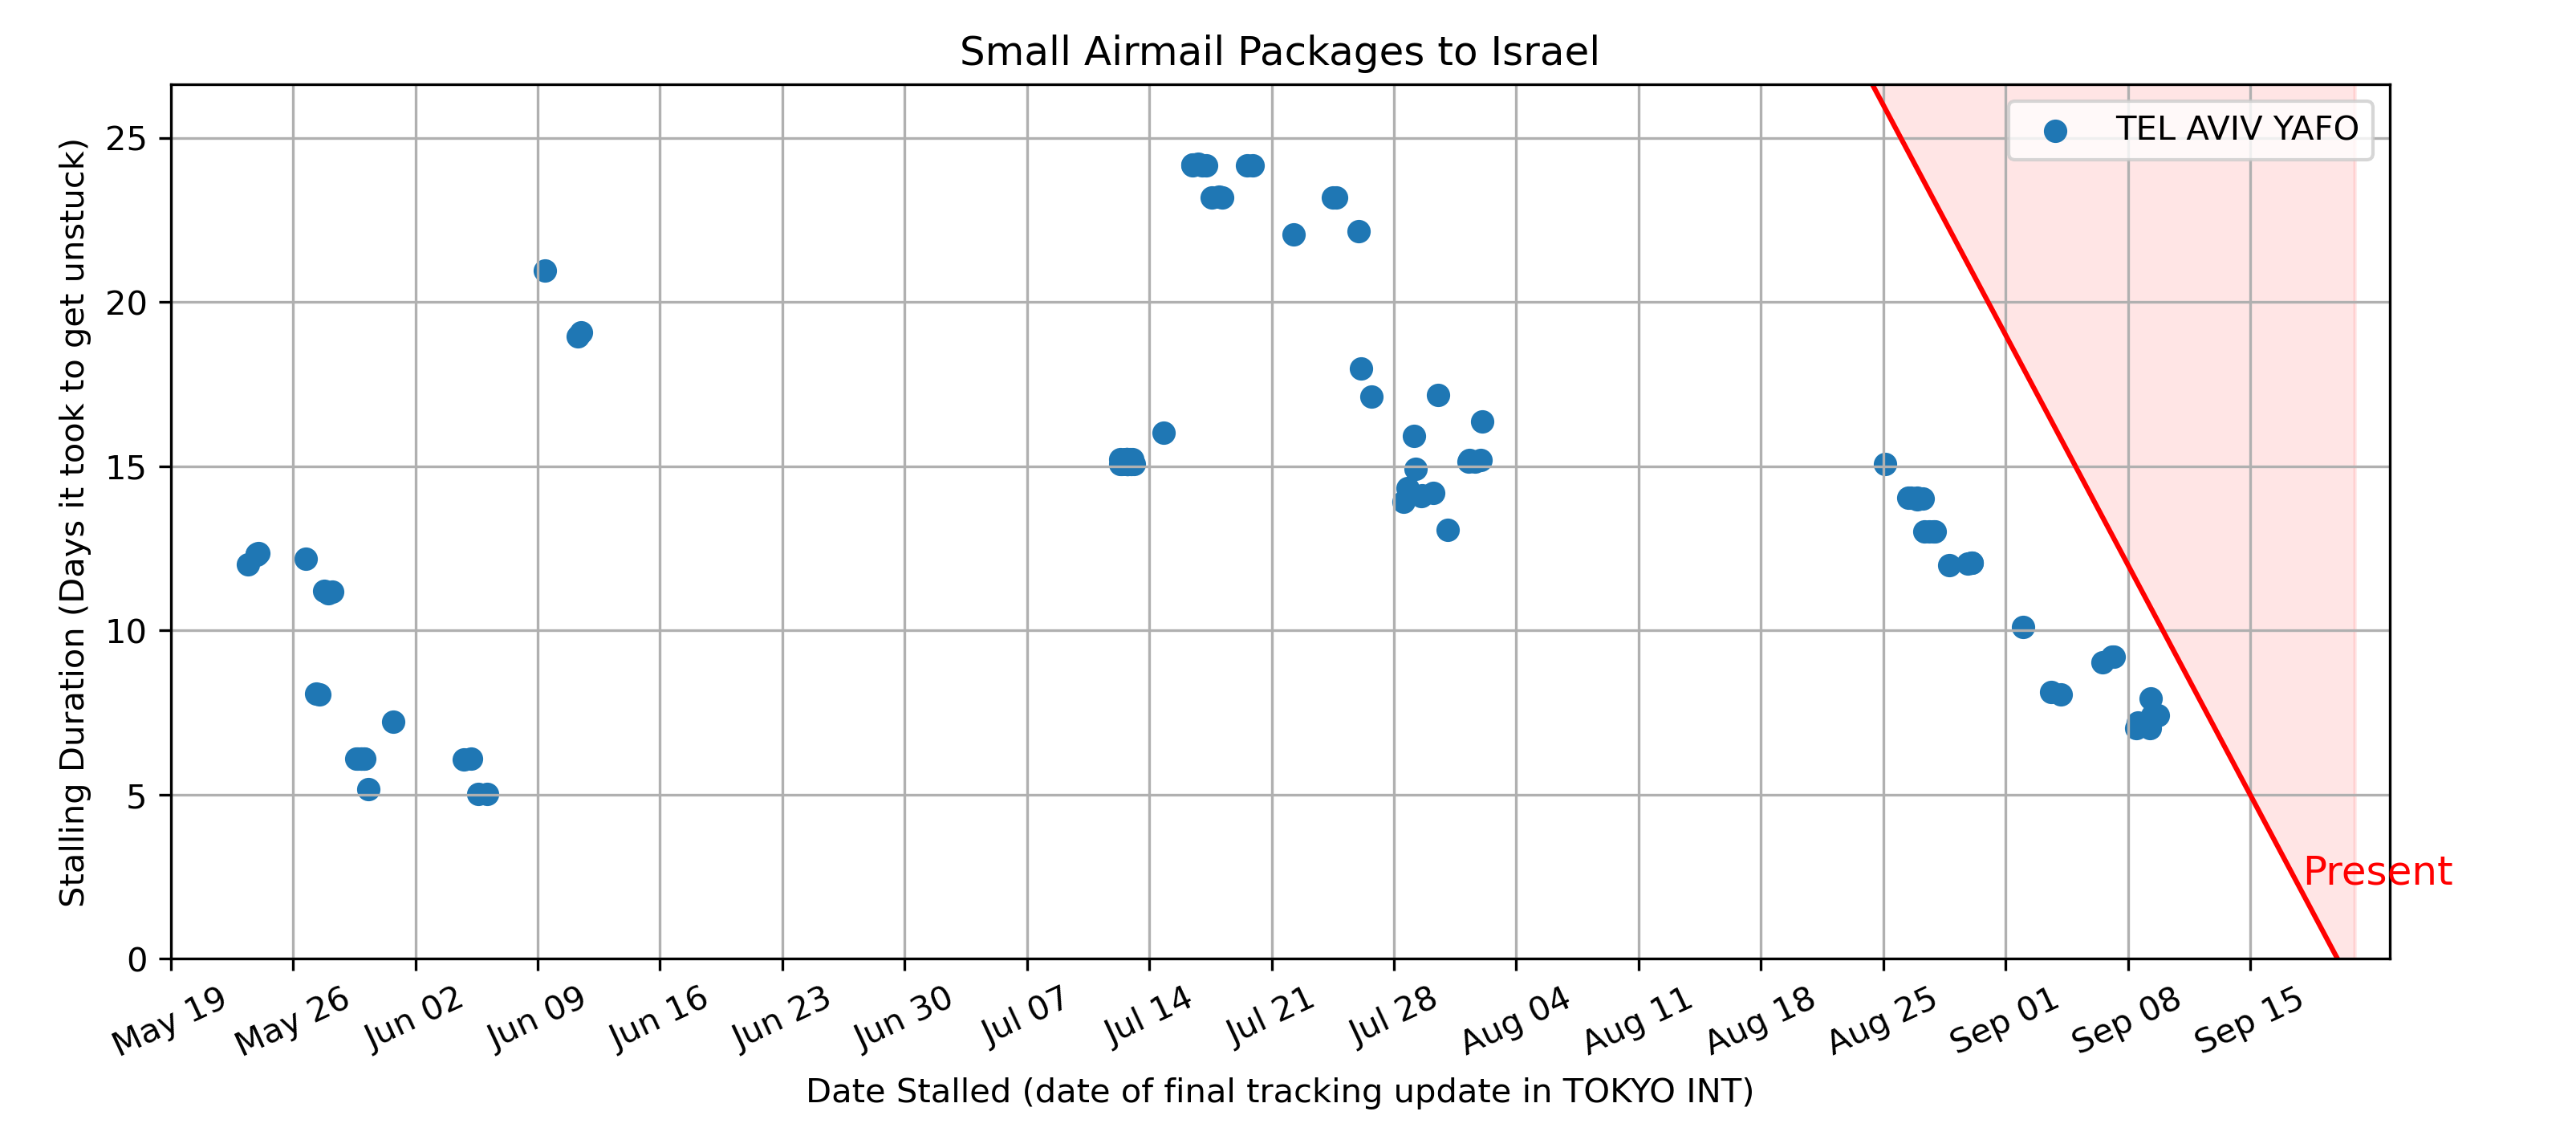 Small Airmail Packages to Israel
Stalling Duration (Days it took to get unstuck)
25
20
15
10
5
0
TEL AVIV YAFO
Present
May 19
May 26
Jun 02
Jun 09
Jun 16
Jun 23
Jun 30
Jul 07
Jul 14
Jul 21
Jul 28
Aug 04
Aug 11
Aug 18
Aug 25
Sep 01
Sep 08
Sep 15
Date Stalled (date of final tracking update in TOKYO INT)